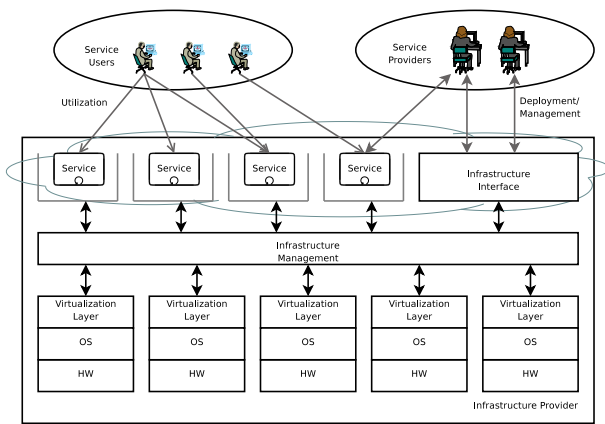 Service
Users
Service
Providers
Utilization
Deployment/
Management
Service
Service
Service
Service
Infrastructure
Interface
Infrastructure
Management
Virtualization
Layer
Virtualization
Layer
Virtualization
Layer
Virtualization
Layer
Virtualization
Layer
OS
OS
OS
OS
OS
HW
HW
HW
HW
HW
Infrastructure Provider